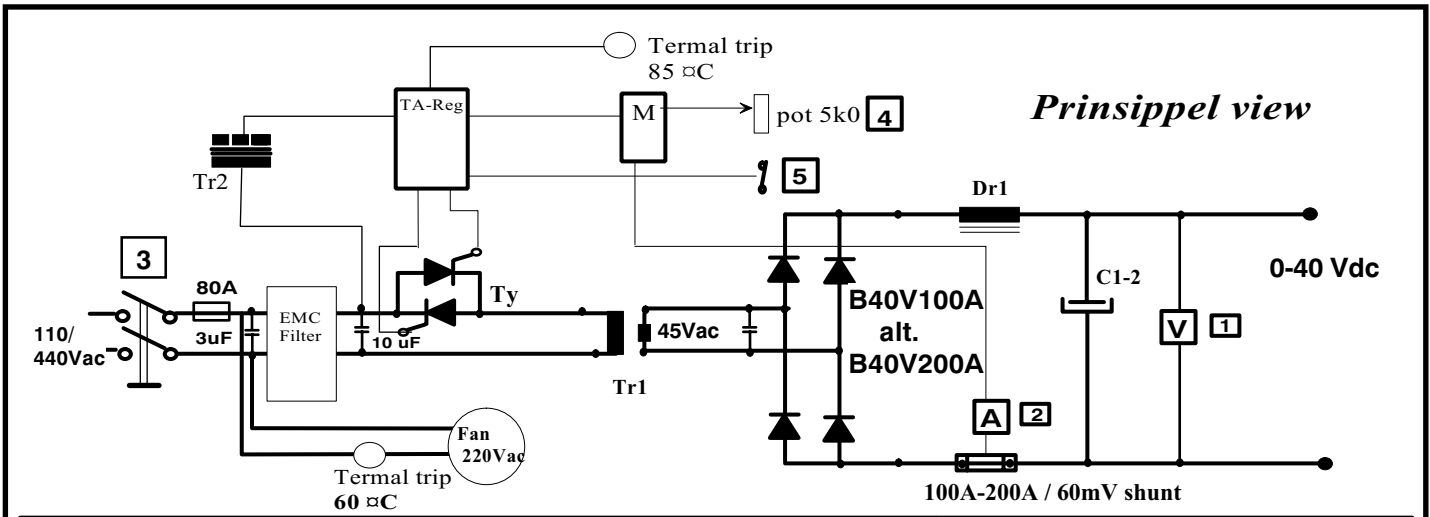 Termal trip
85 ¤C
TA-Reg
M
pot 5k0
4
Prinsippel view
Tr2
5
Dr1
3
80A
EMC
Filter
3uF
110/
440Vac
10 uF
Ty
Tr1
45Vac
B40V100A
alt.
B40V200A
C1-2
0-40 Vdc
V
1
A
2
Fan
220Vac
Termal trip
60 ¤C
100A-200A / 60mV shunt